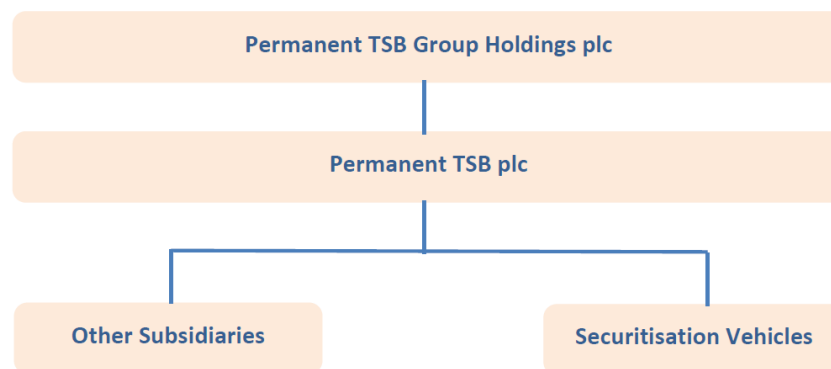 Permanent TSB Group Holdings plc
Permanent TSB plc
Other Subsidiaries
Securitisation Vehicles